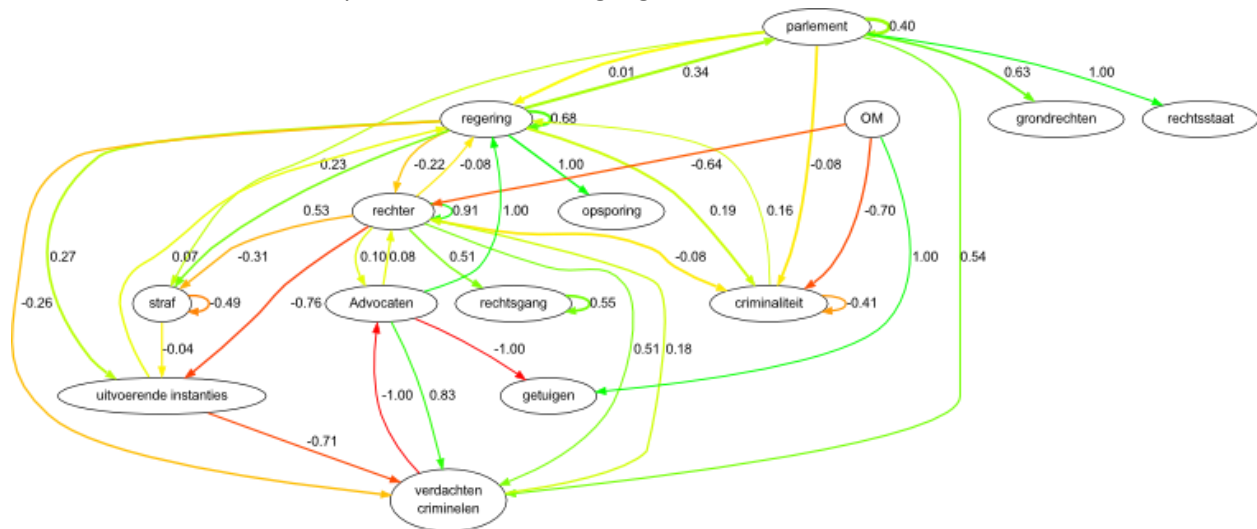 parlement
0.40
0.01
0.34
0.63
1.00
regering
0.68
OM
grondrechten
rechtsstaat
0.23
-0.22
-0.08
1.00
-0.64
-0.08
rechter
0.91
opsporing
0.53
1.00
0.19
0.16
-0.70
0.27
0.07
-0.31
0.10
0.08
0.51
-0.08
1.00
0.54
-0.26
straf
-0.49
-0.76
Advocaten
rechtsgang
0.55
criminaliteit
-0.41
-0.04
-1.00
0.51
0.18
uitvoerende instanties
-1.00
0.83
getuigen
-0.71
verdachten
criminelen